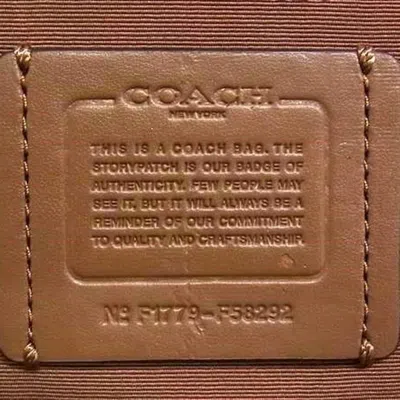 COACH
NEW YORK
THIS IS A COACH BAG. THE
STORYPATCH IS OUR BADGE OF
AUTHENTICITY. FEW PEOPLE MAY
SEE IT, BUT IT WILL ALWAYS BE A
REMINDER OF OUR COMMITMENT
TO QUALITY AND CRAFTSMANSHIP.
Nº F1779-F58292